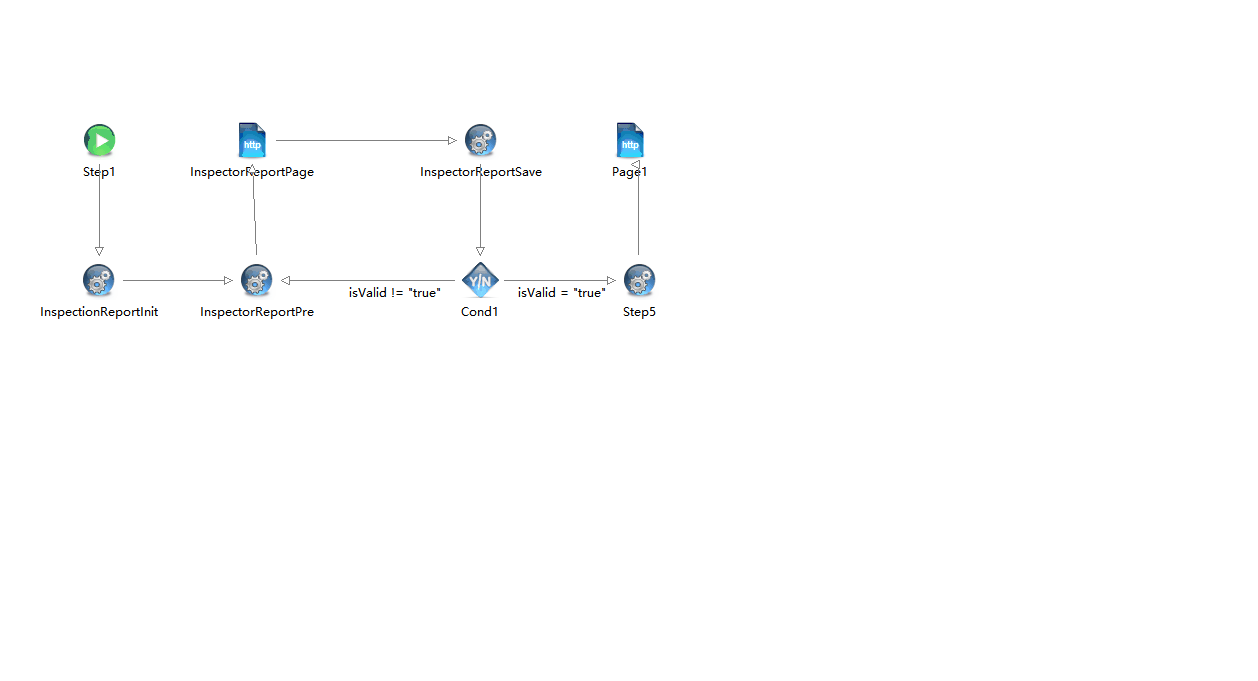 http
http
Step1
InspectorReportPage
InspectorReportSave
Page1
Y/N
isValid != "true"
isValid = "true"
InspectionReportInit
InspectorReportPre
Cond1
Step5